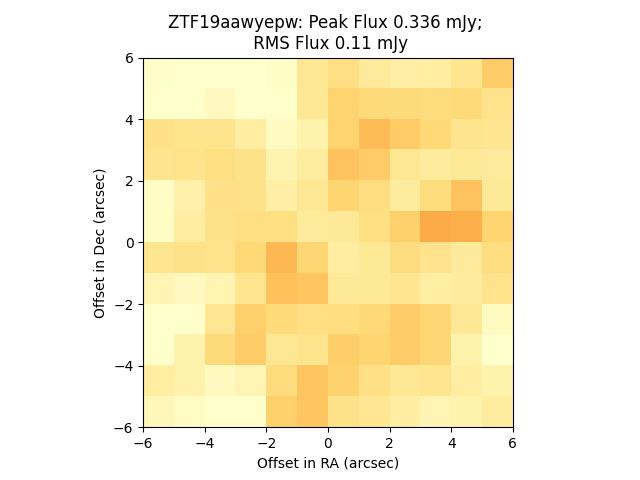 ZTF19aawyepw: Peak Flux 0.336 mJy;
RMS Flux 0.11 mJy
6
4
2
0
−2
−4
−6
Offset in Dec (arcsec)
−6 −4 −2 0 2 4 6
Offset in RA (arcsec)